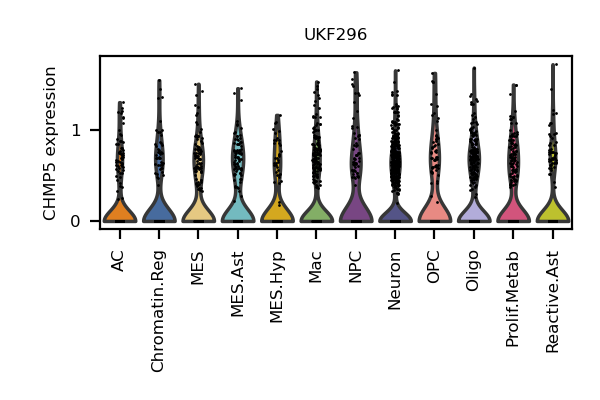 UKF296
CHMP5 expression
1
0
AC
Chromatin.Reg
MES
MES.Ast
MES.Hyp
Mac
NPC
Neuron
OPC
Oligo
Prolif.Metab
Reactive.Ast